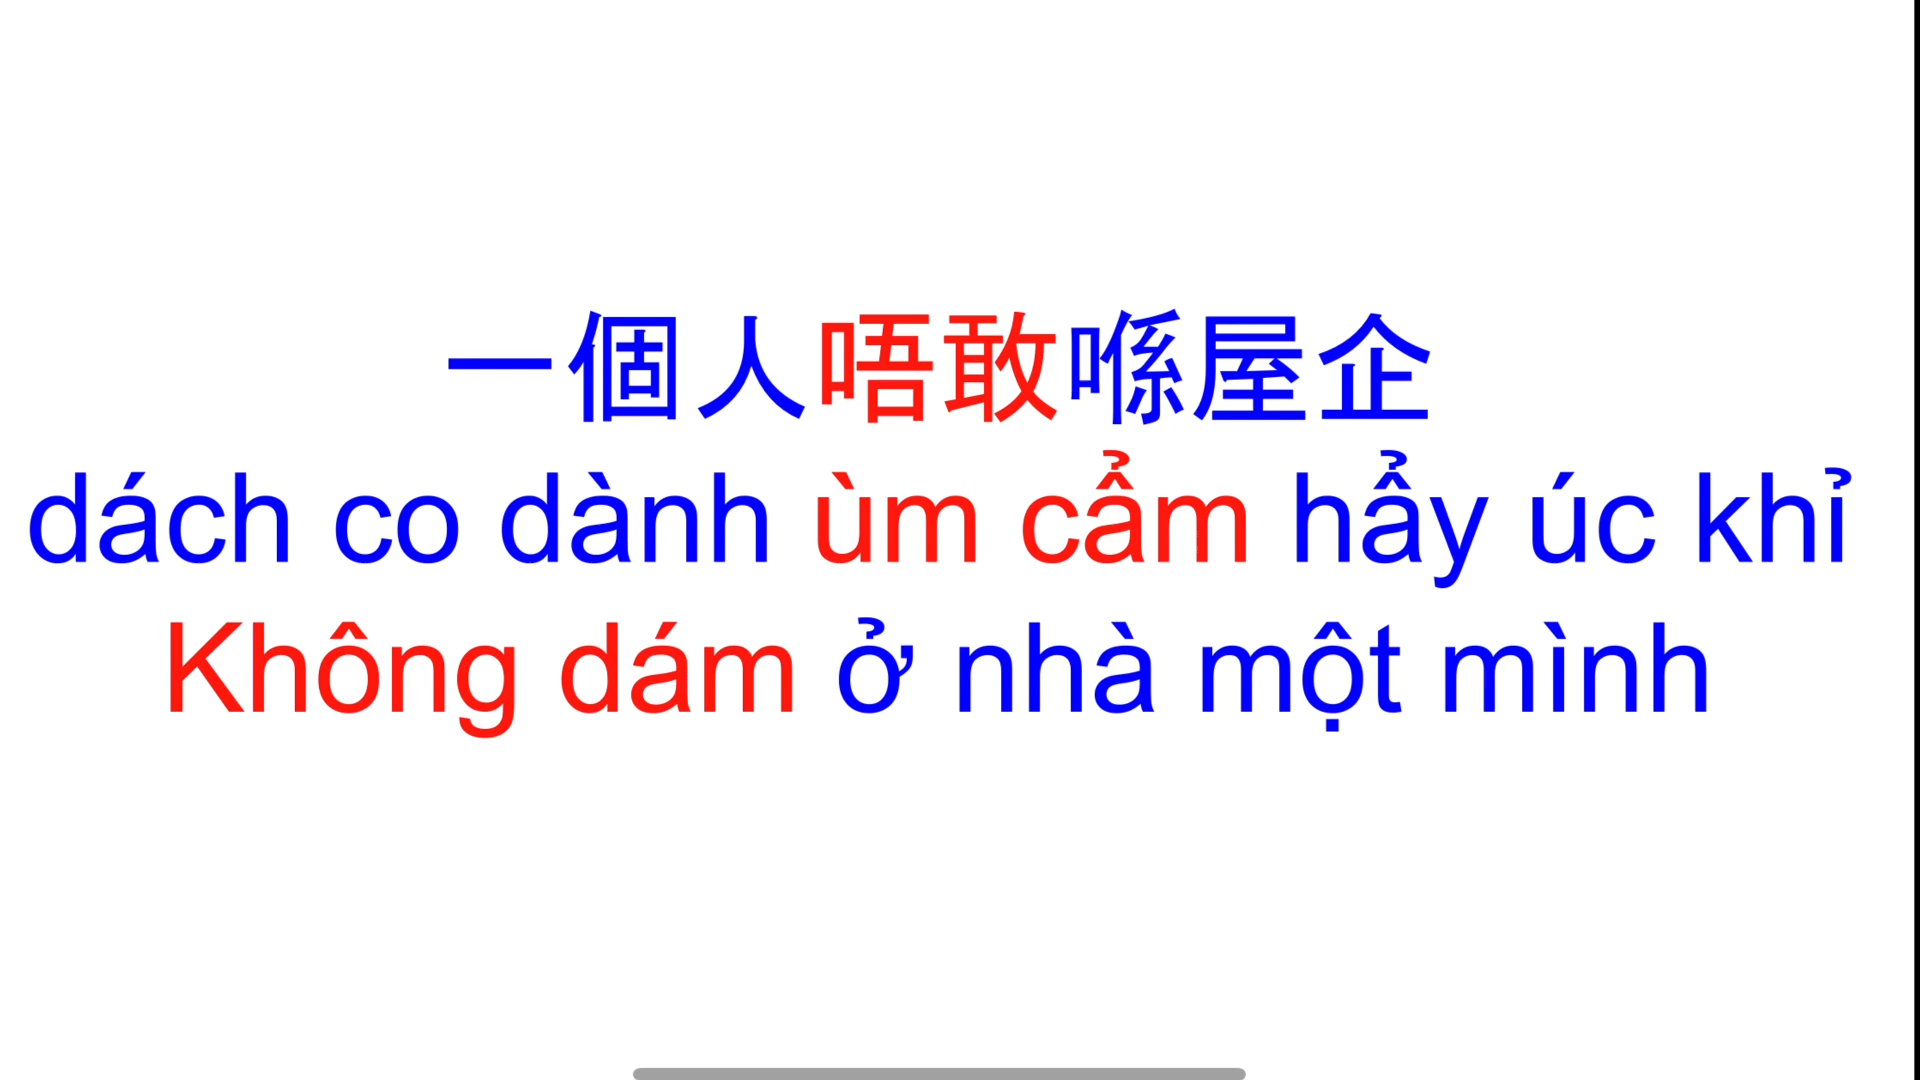 一個人唔敢喺屋企
dách co dành ùm cẩm hẩy úc khỉ
Không dám ở nhà một mình